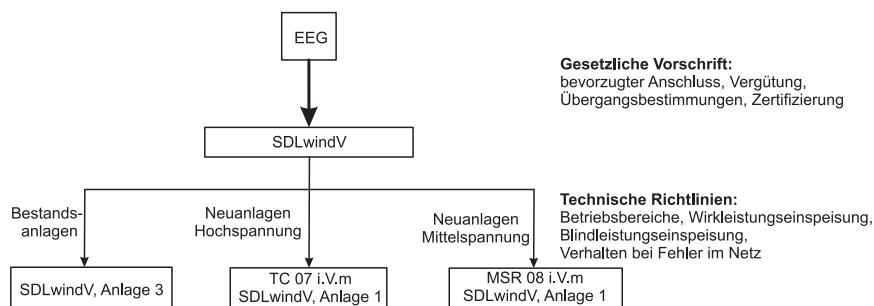 EEG
Gesetzliche Vorschrift:
bevorzugter Anschluss, Vergütung,
Übergangsbestimmungen, Zertifizierung
SDLwindV
Bestands-
anlagen
Neuanlagen
Hochspannung
Neuanlagen
Mittelspannung
Technische Richtlinien:
Betriebsbereiche, Wirkleistungseinspeisung,
Blindleistungseinspeisung,
Verhalten bei Fehler im Netz
SDLwindV, Anlage 3
TC 07 i.V.m
SDLwindV, Anlage 1
MSR 08 i.V.m
SDLwindV, Anlage 1